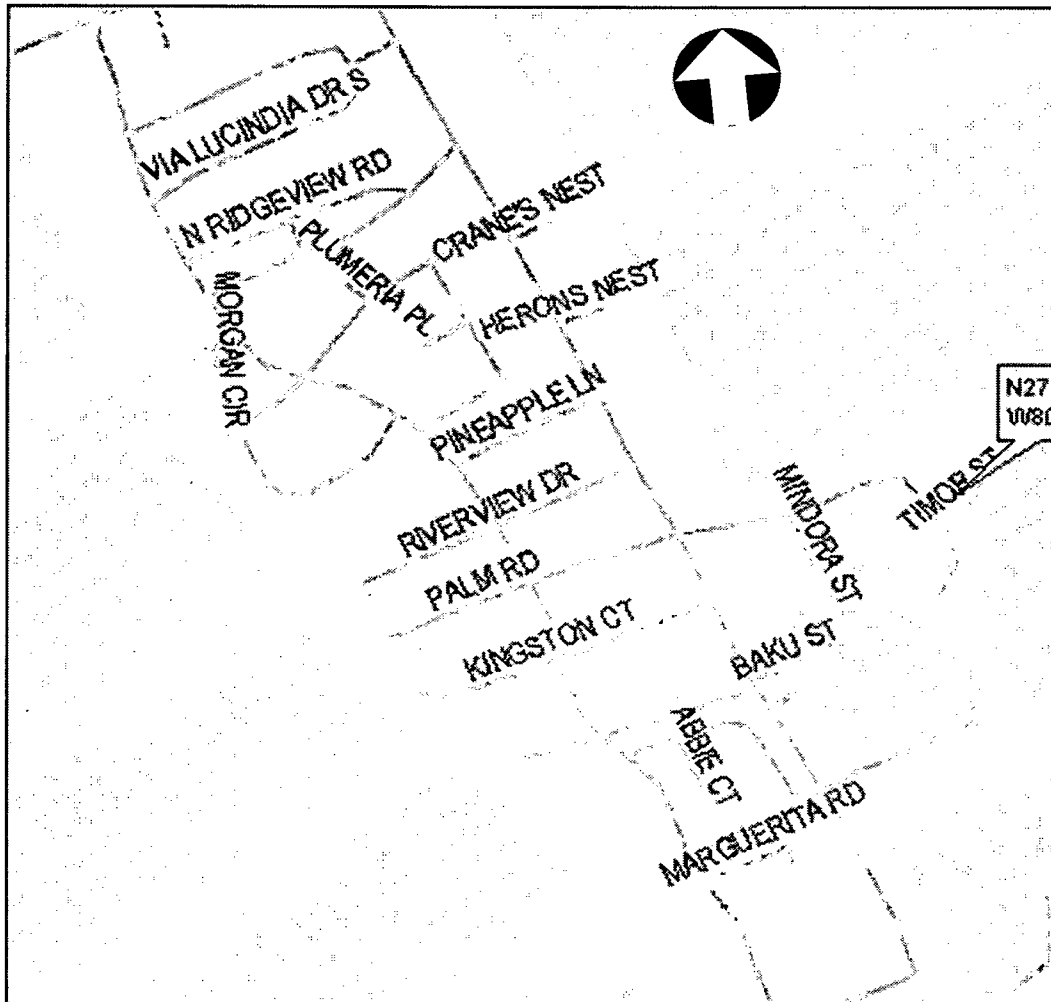 VIA LUCINDIA DR S
N RIDGEVIEW RD
PLUMERIA PL
CRANE'S NEST
HERONS NEST
MORGAN CIR
PINEAPPLE LN
N27
W80
TIMOR ST
MINDORA ST
RIVERVIEW DR
PALM RD
KINGSTON CT
BAKU ST
ABBIE CT
MARGUERITA RD